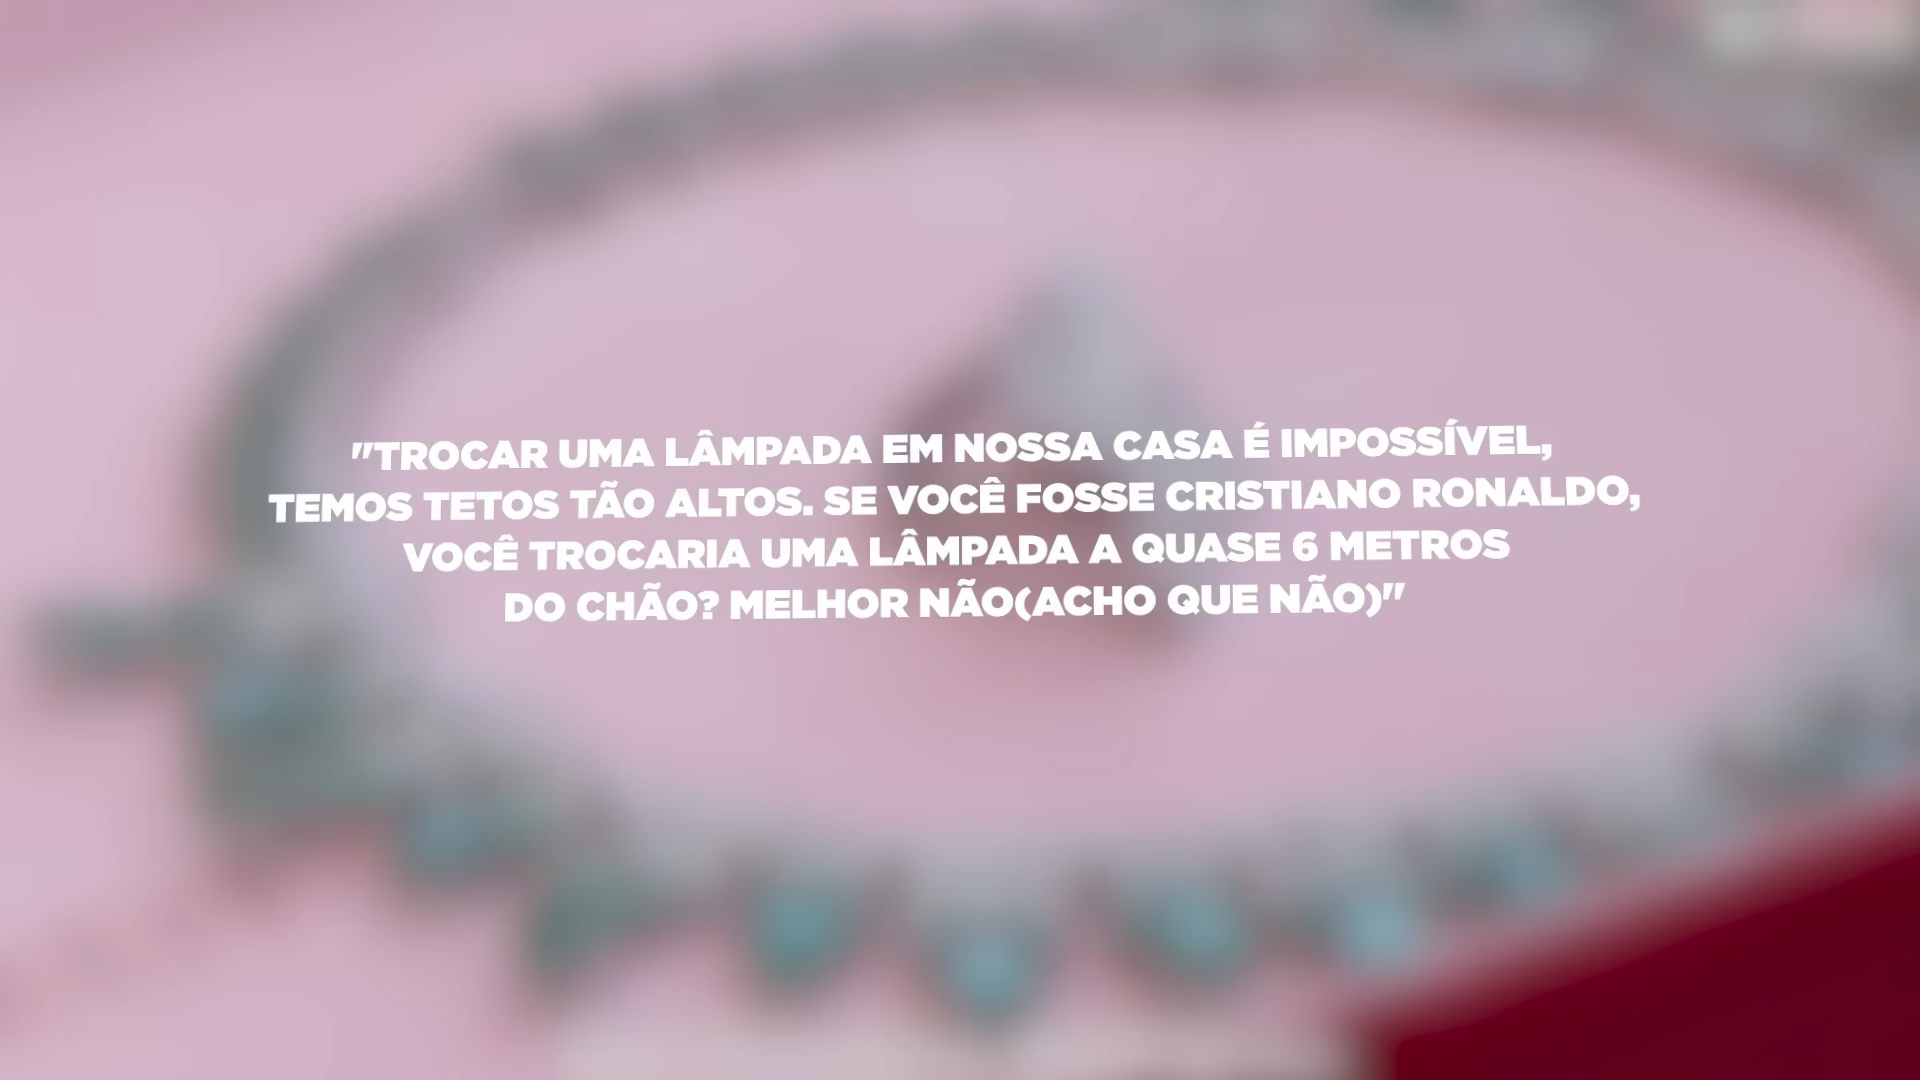 "TROCAR UMA LÂMPADA EM NOSSA CASA É IMPOSSÍVEL,
TEMOS TETOS TÃO ALTOS. SE VOCÊ FOSSE CRISTIANO RONALDO,
VOCÊ TROCARIA UMA LÂMPADA A QUASE 6 METROS
DO CHÃO? MELHOR NÃO(ACHO QUE NÃO)"